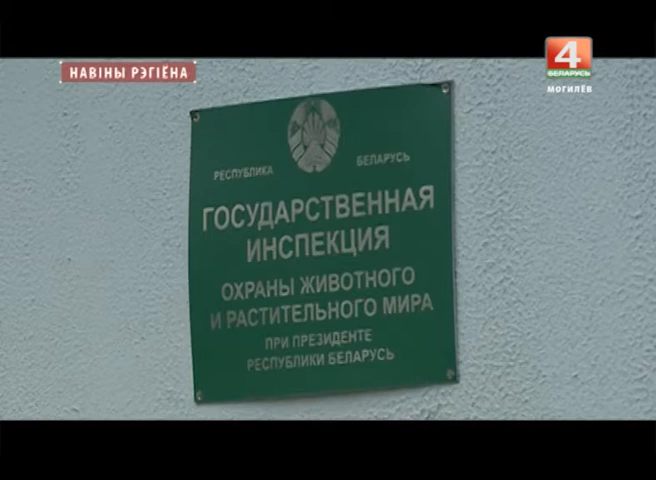 НАВІНЫ РЭГІЁНА
4
БЕЛАРУСЬ
МОГИЛЁВ
РЕСПУБЛИКА БЕЛАРУСЬ
ГОСУДАРСТВЕННАЯ
ИНСПЕКЦИЯ
ОХРАНЫ ЖИВОТНОГО
И РАСТИТЕЛЬНОГО МИРА
ПРИ ПРЕЗИДЕНТЕ
РЕСПУБЛИКИ БЕЛАРУСЬ